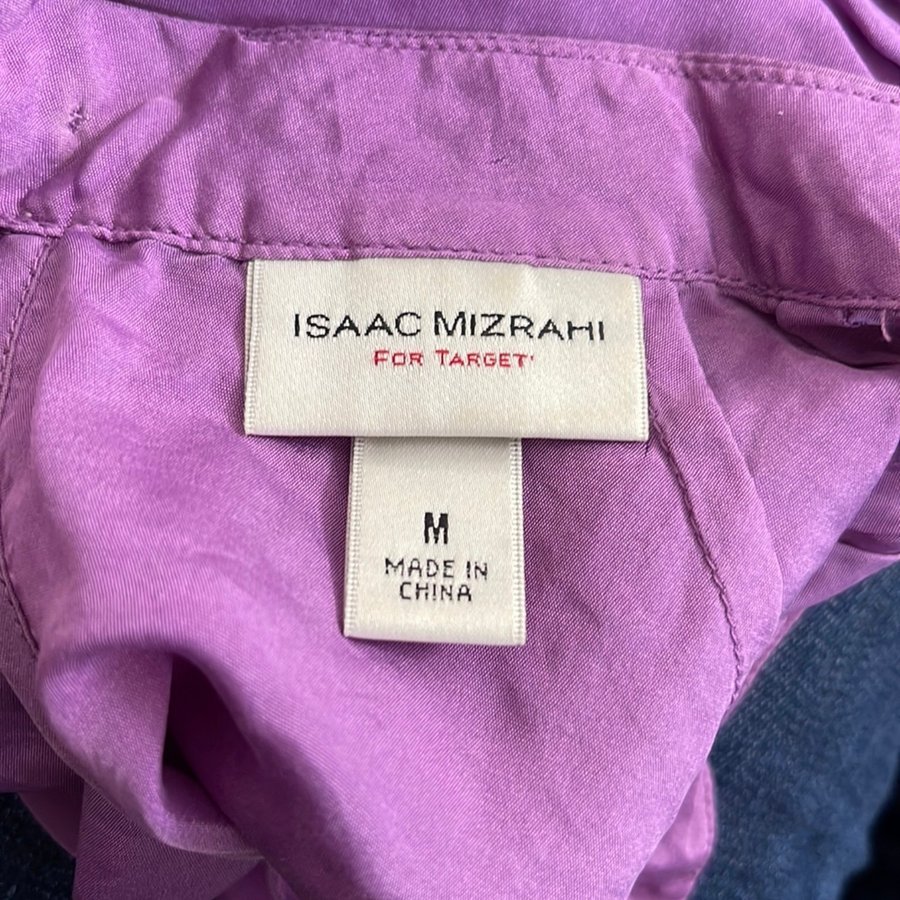 ISAAC MIZRAHI
FOR TARGET
M
MADE IN
CHINA